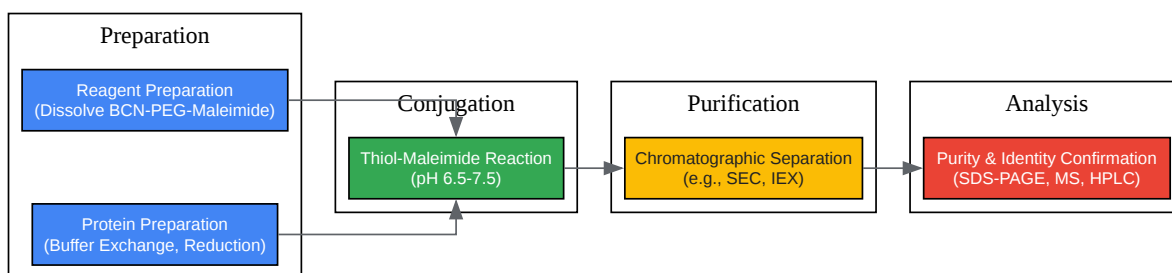 Preparation
Reagent Preparation
(Dissolve BCN-PEG-Maleimide)
Protein Preparation
(Buffer Exchange, Reduction)
Conjugation
Thiol-Maleimide Reaction
(pH 6.5-7.5)
Purification
Chromatographic Separation
(e.g., SEC, IEX)
Analysis
Purity & Identity Confirmation
(SDS-PAGE, MS, HPLC)